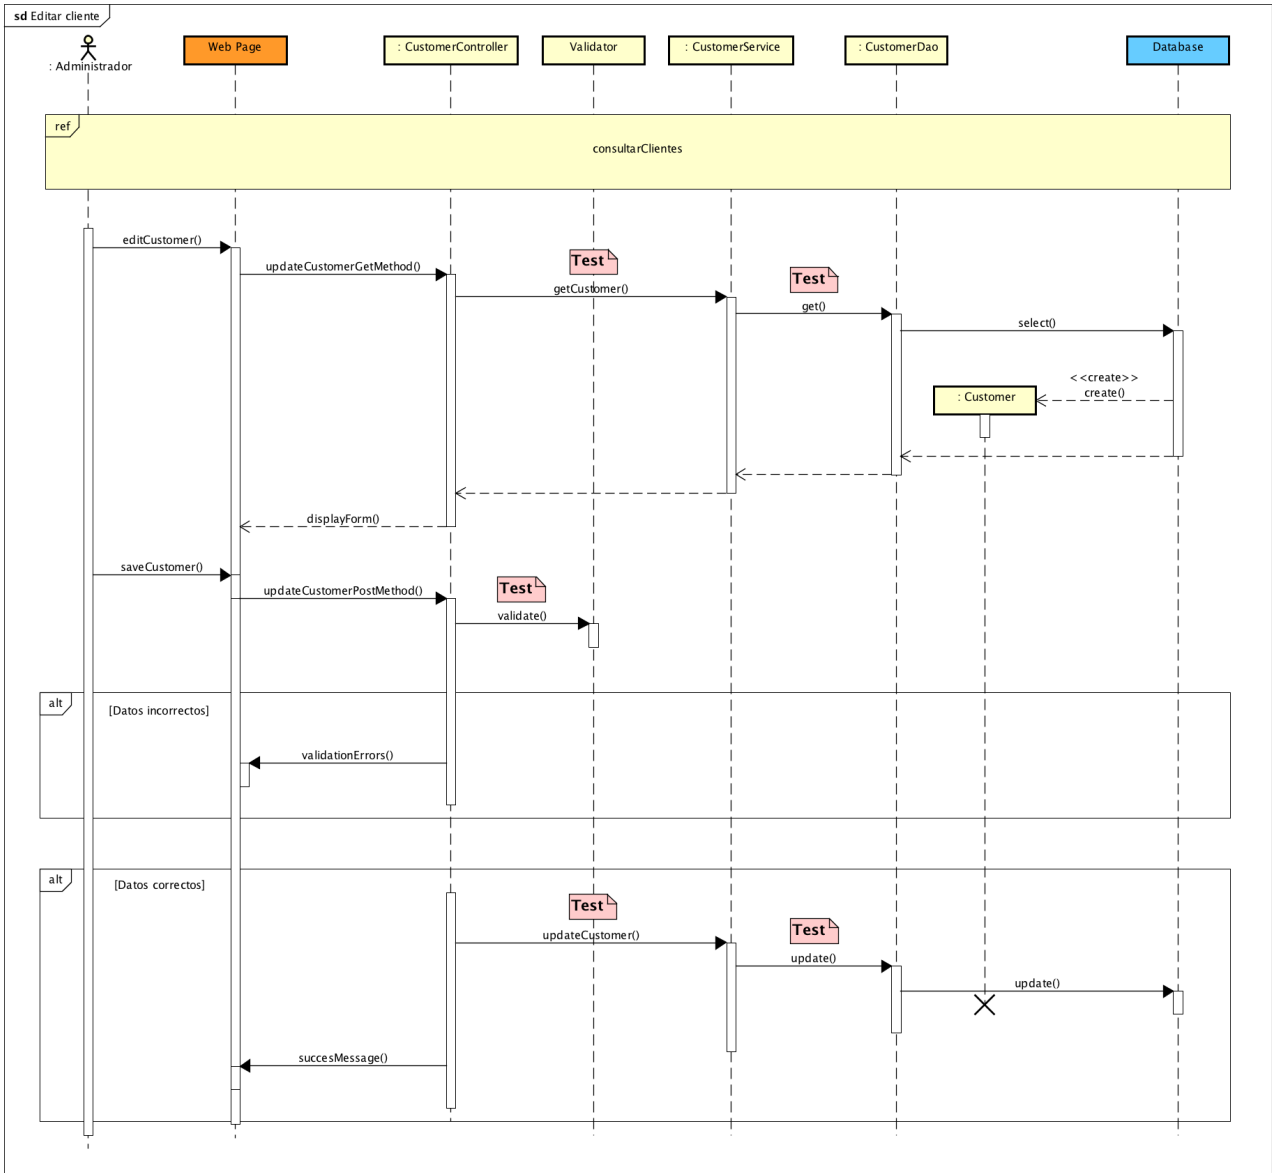 sd Editar cliente
: Administrador
Web Page
: CustomerController
Validator
: CustomerService
: CustomerDao
Database
ref
consultarClientes
editCustomer()
updateCustomerGetMethod()
Test
getCustomer()
Test
get()
select()
<<create>>
create()
: Customer
displayForm()
saveCustomer()
updateCustomerPostMethod()
Test
validate()
alt
[Datos incorrectos]
validationErrors()
alt
[Datos correctos]
Test
updateCustomer()
Test
update()
update()
succesMessage()